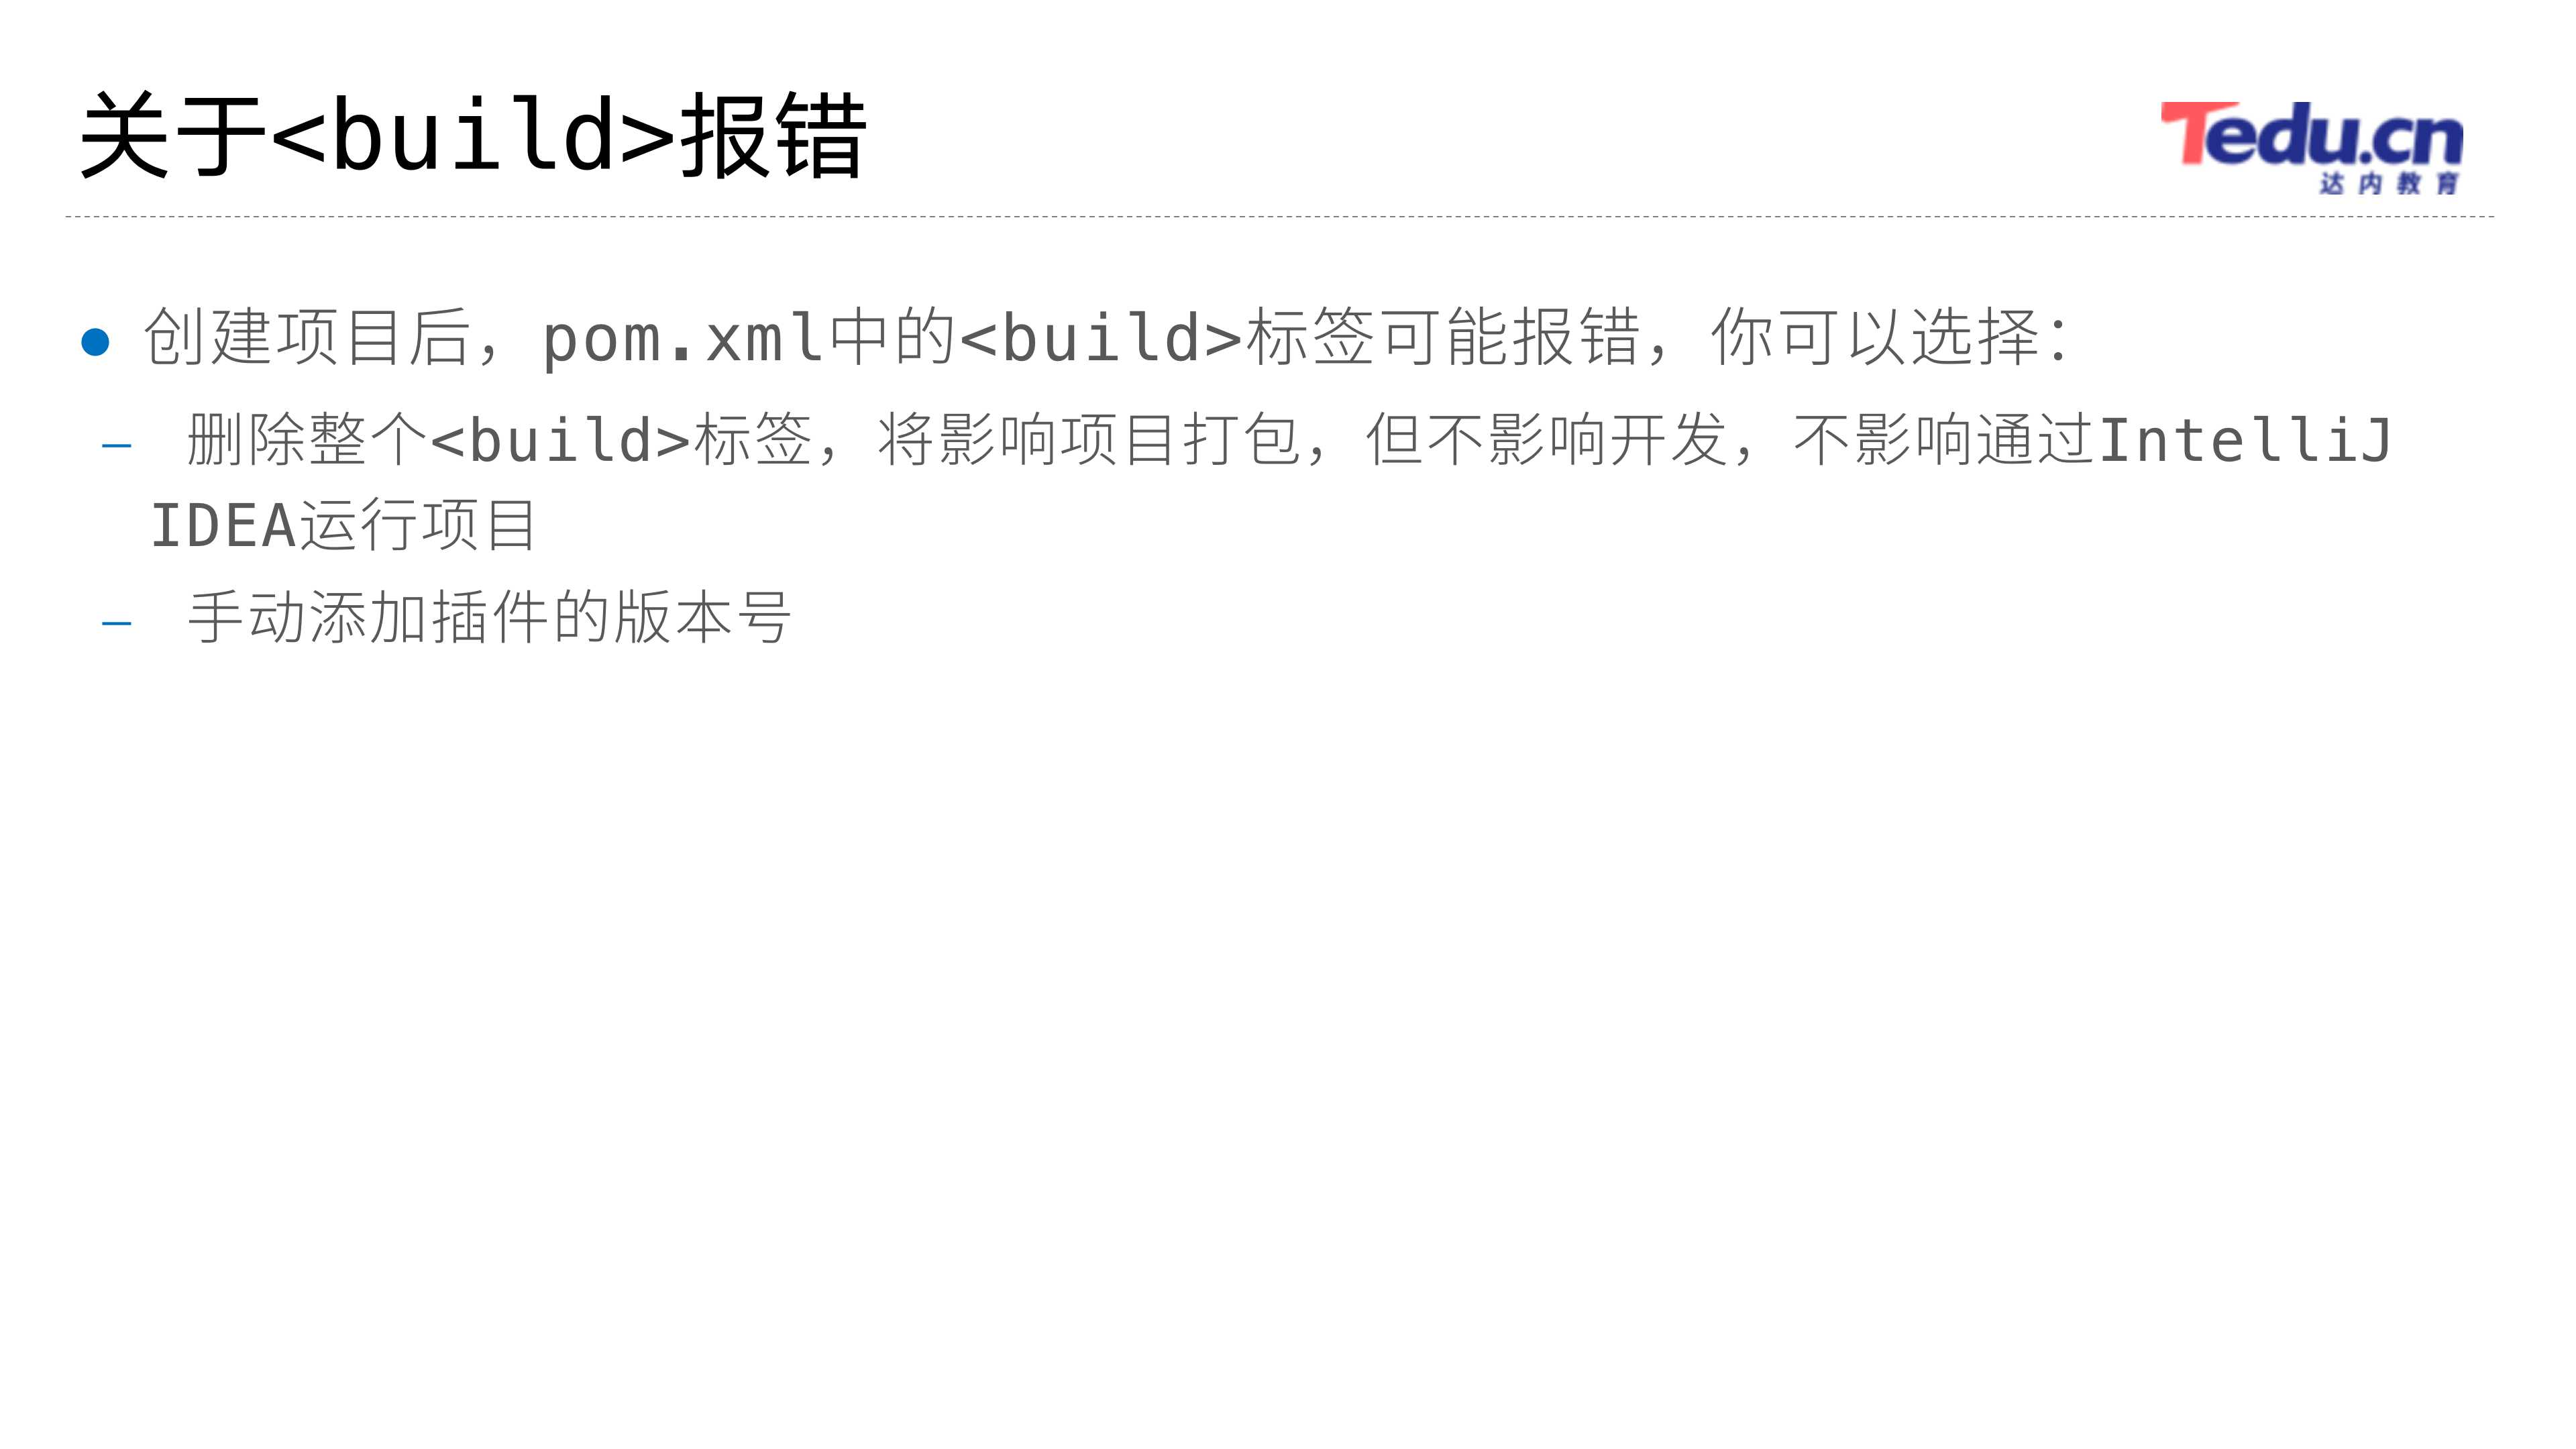 关于<build>报错
Tedu.cn
达内教育
● 创建项目后，pom.xml中的<build>标签可能报错，你可以选择：
– 删除整个<build>标签，将影响项目打包，但不影响开发，不影响通过IntelliJ
IDEA运行项目
– 手动添加插件的版本号